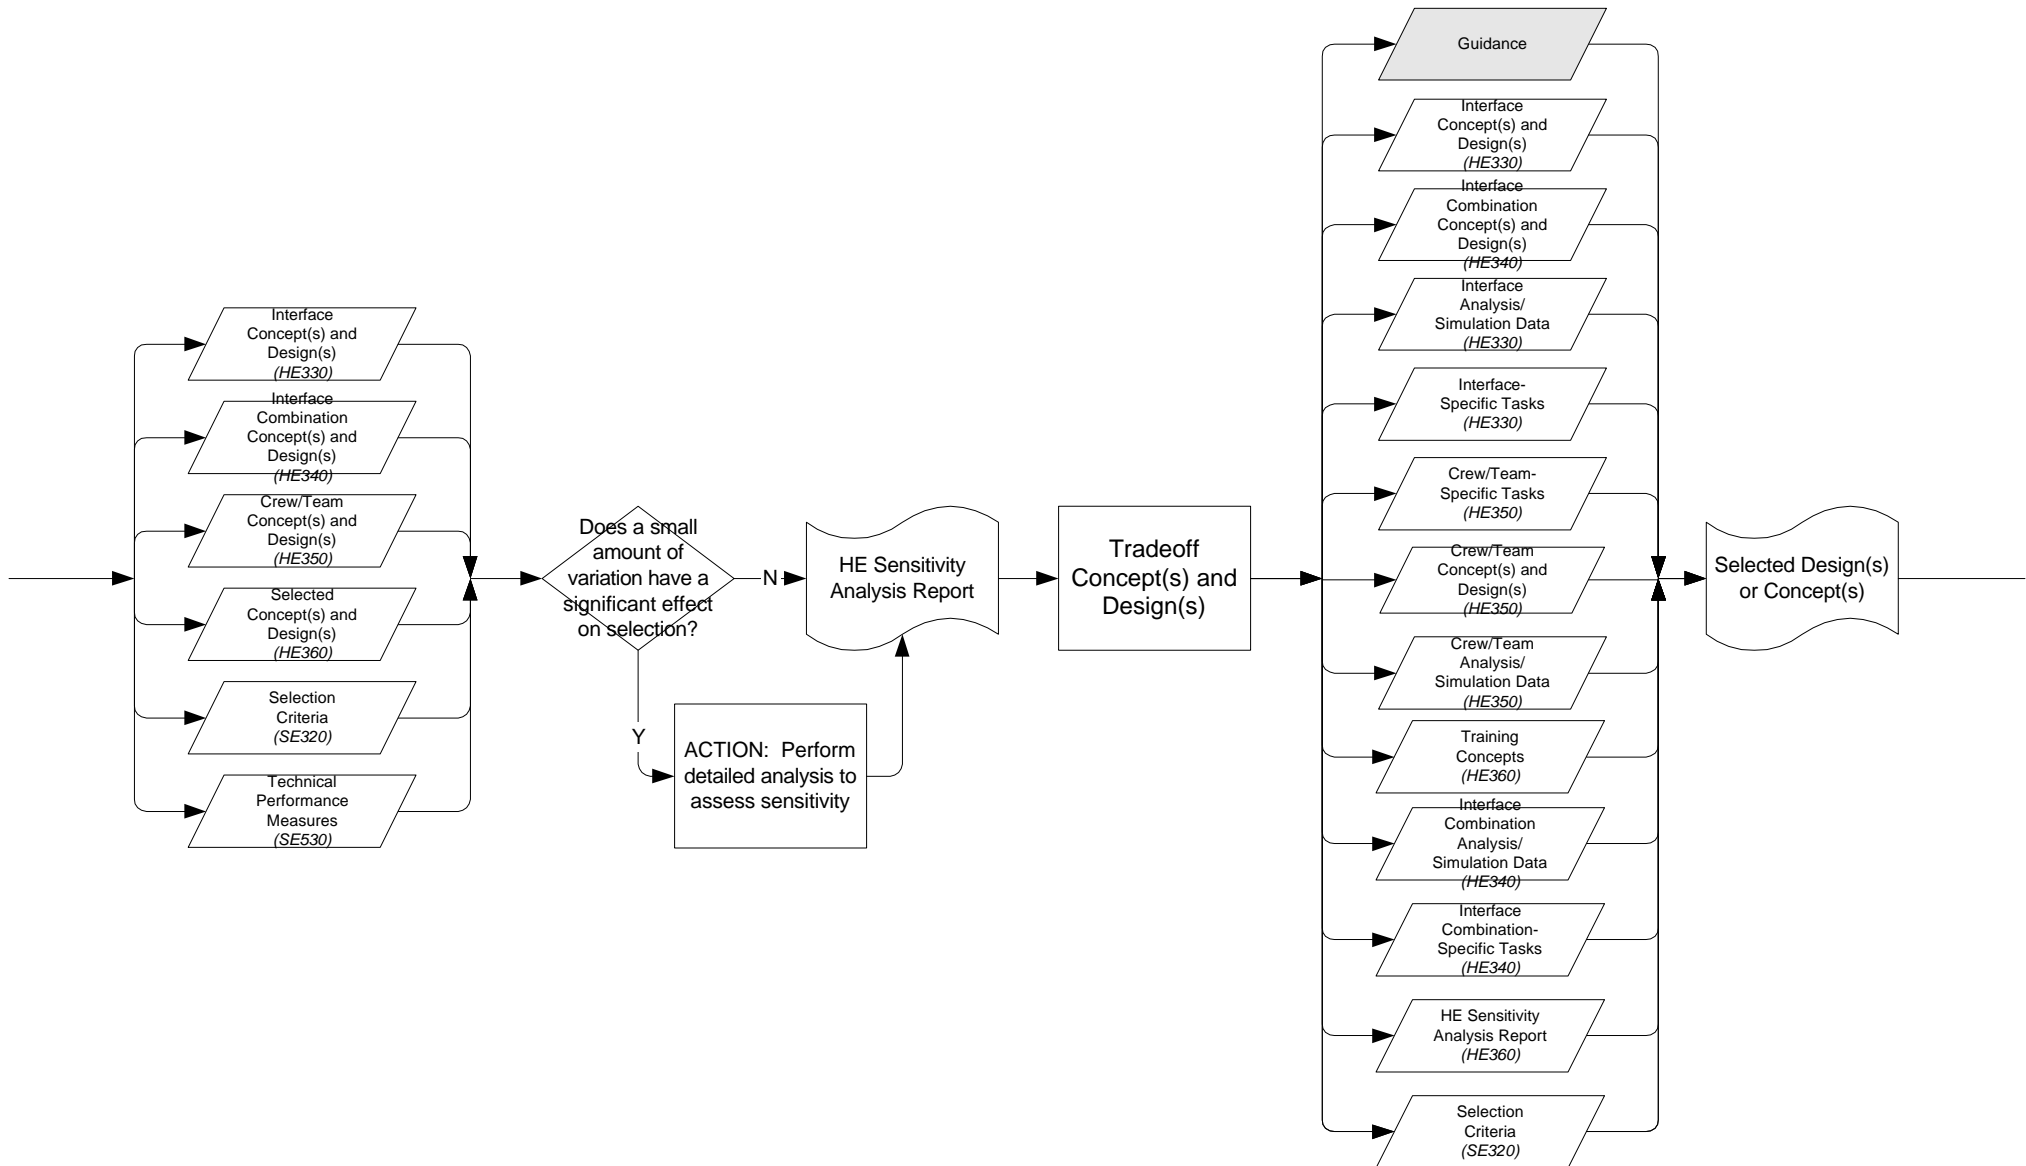 Interface
Concept(s) and
Design(s)
(HE330)
Interface
Combination
Concept(s) and
Design(s)
(HE340)
Crew/Team
Concept(s) and
Design(s)
(HE350)
Selected
Concept(s) and
Design(s)
(HE360)
Selection
Criteria
(SE320)
Technical
Performance
Measures
(SE530)
Does a small
amount of
variation have a
significant effect
on selection?
N
Y
ACTION:  Perform
detailed analysis to
assess sensitivity
HE Sensitivity
Analysis Report
Tradeoff
Concept(s) and
Design(s)
Guidance
Interface
Concept(s) and
Design(s)
(HE330)
Interface
Combination
Concept(s) and
Design(s)
(HE340)
Interface
Analysis/
Simulation Data
(HE330)
Interface-
Specific Tasks
(HE330)
Crew/Team-
Specific Tasks
(HE350)
Crew/Team
Concept(s) and
Design(s)
(HE350)
Crew/Team
Analysis/
Simulation Data
(HE350)
Training
Concepts
(HE360)
Interface
Combination
Analysis/
Simulation Data
(HE340)
Interface
Combination-
Specific Tasks
(HE340)
HE Sensitivity
Analysis Report
(HE360)
Selection
Criteria
(SE320)
Selected Design(s)
or Concept(s)